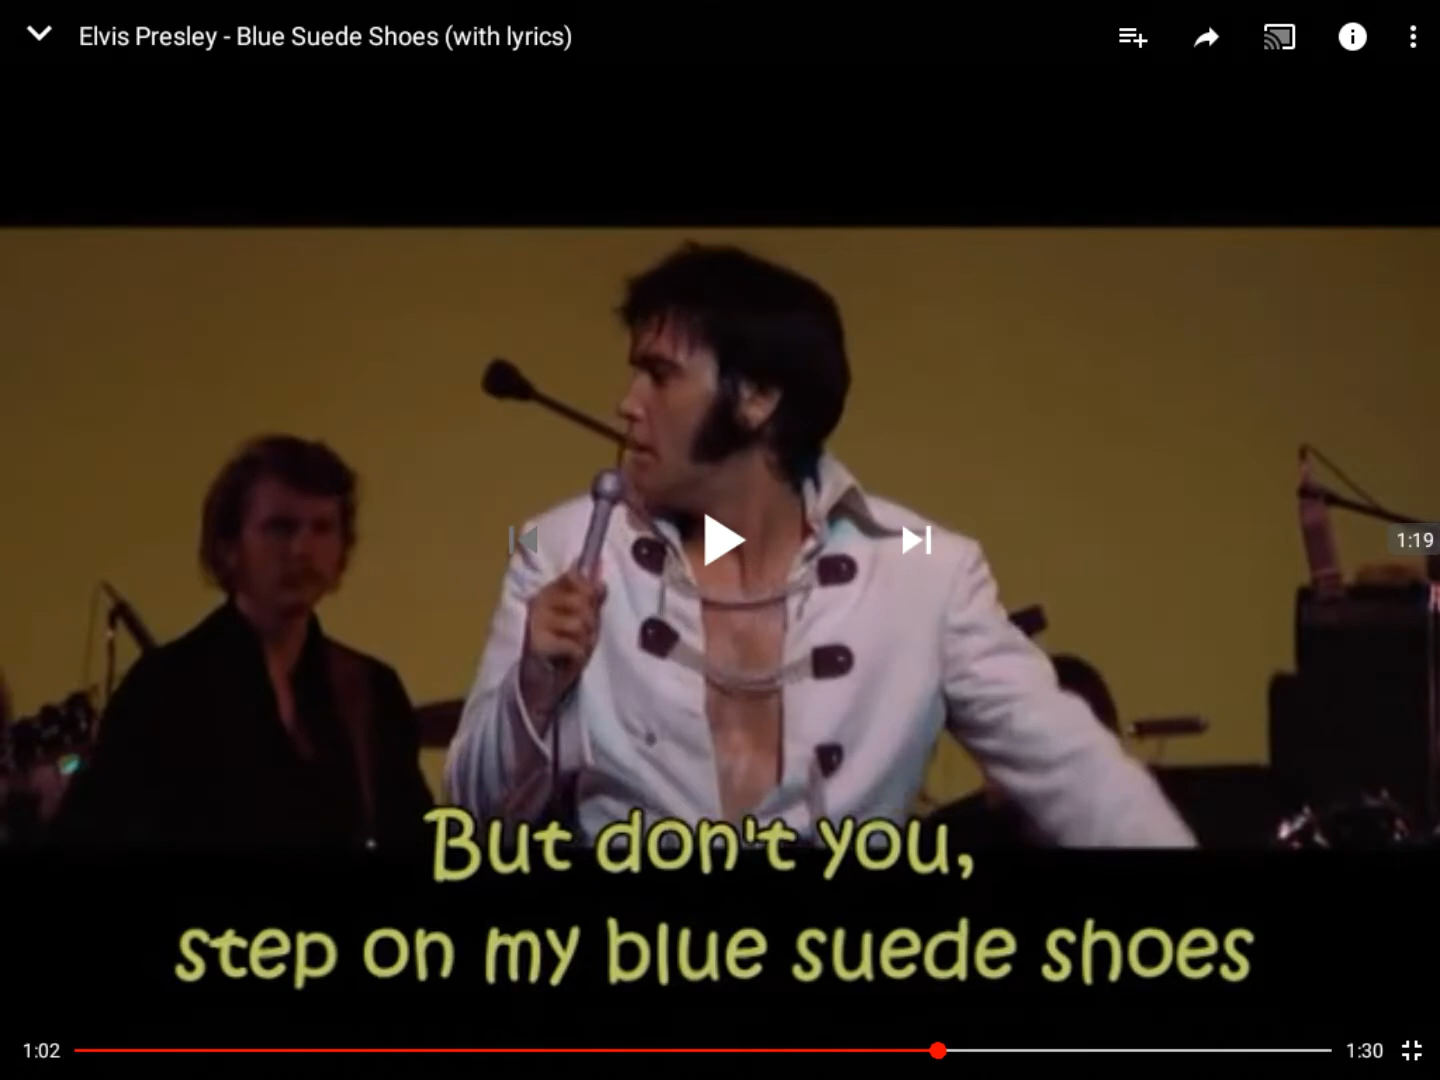 Elvis Presley - Blue Suede Shoes (with lyrics)
1:19
But don't you,
step on my blue suede shoes
1:02
1:30